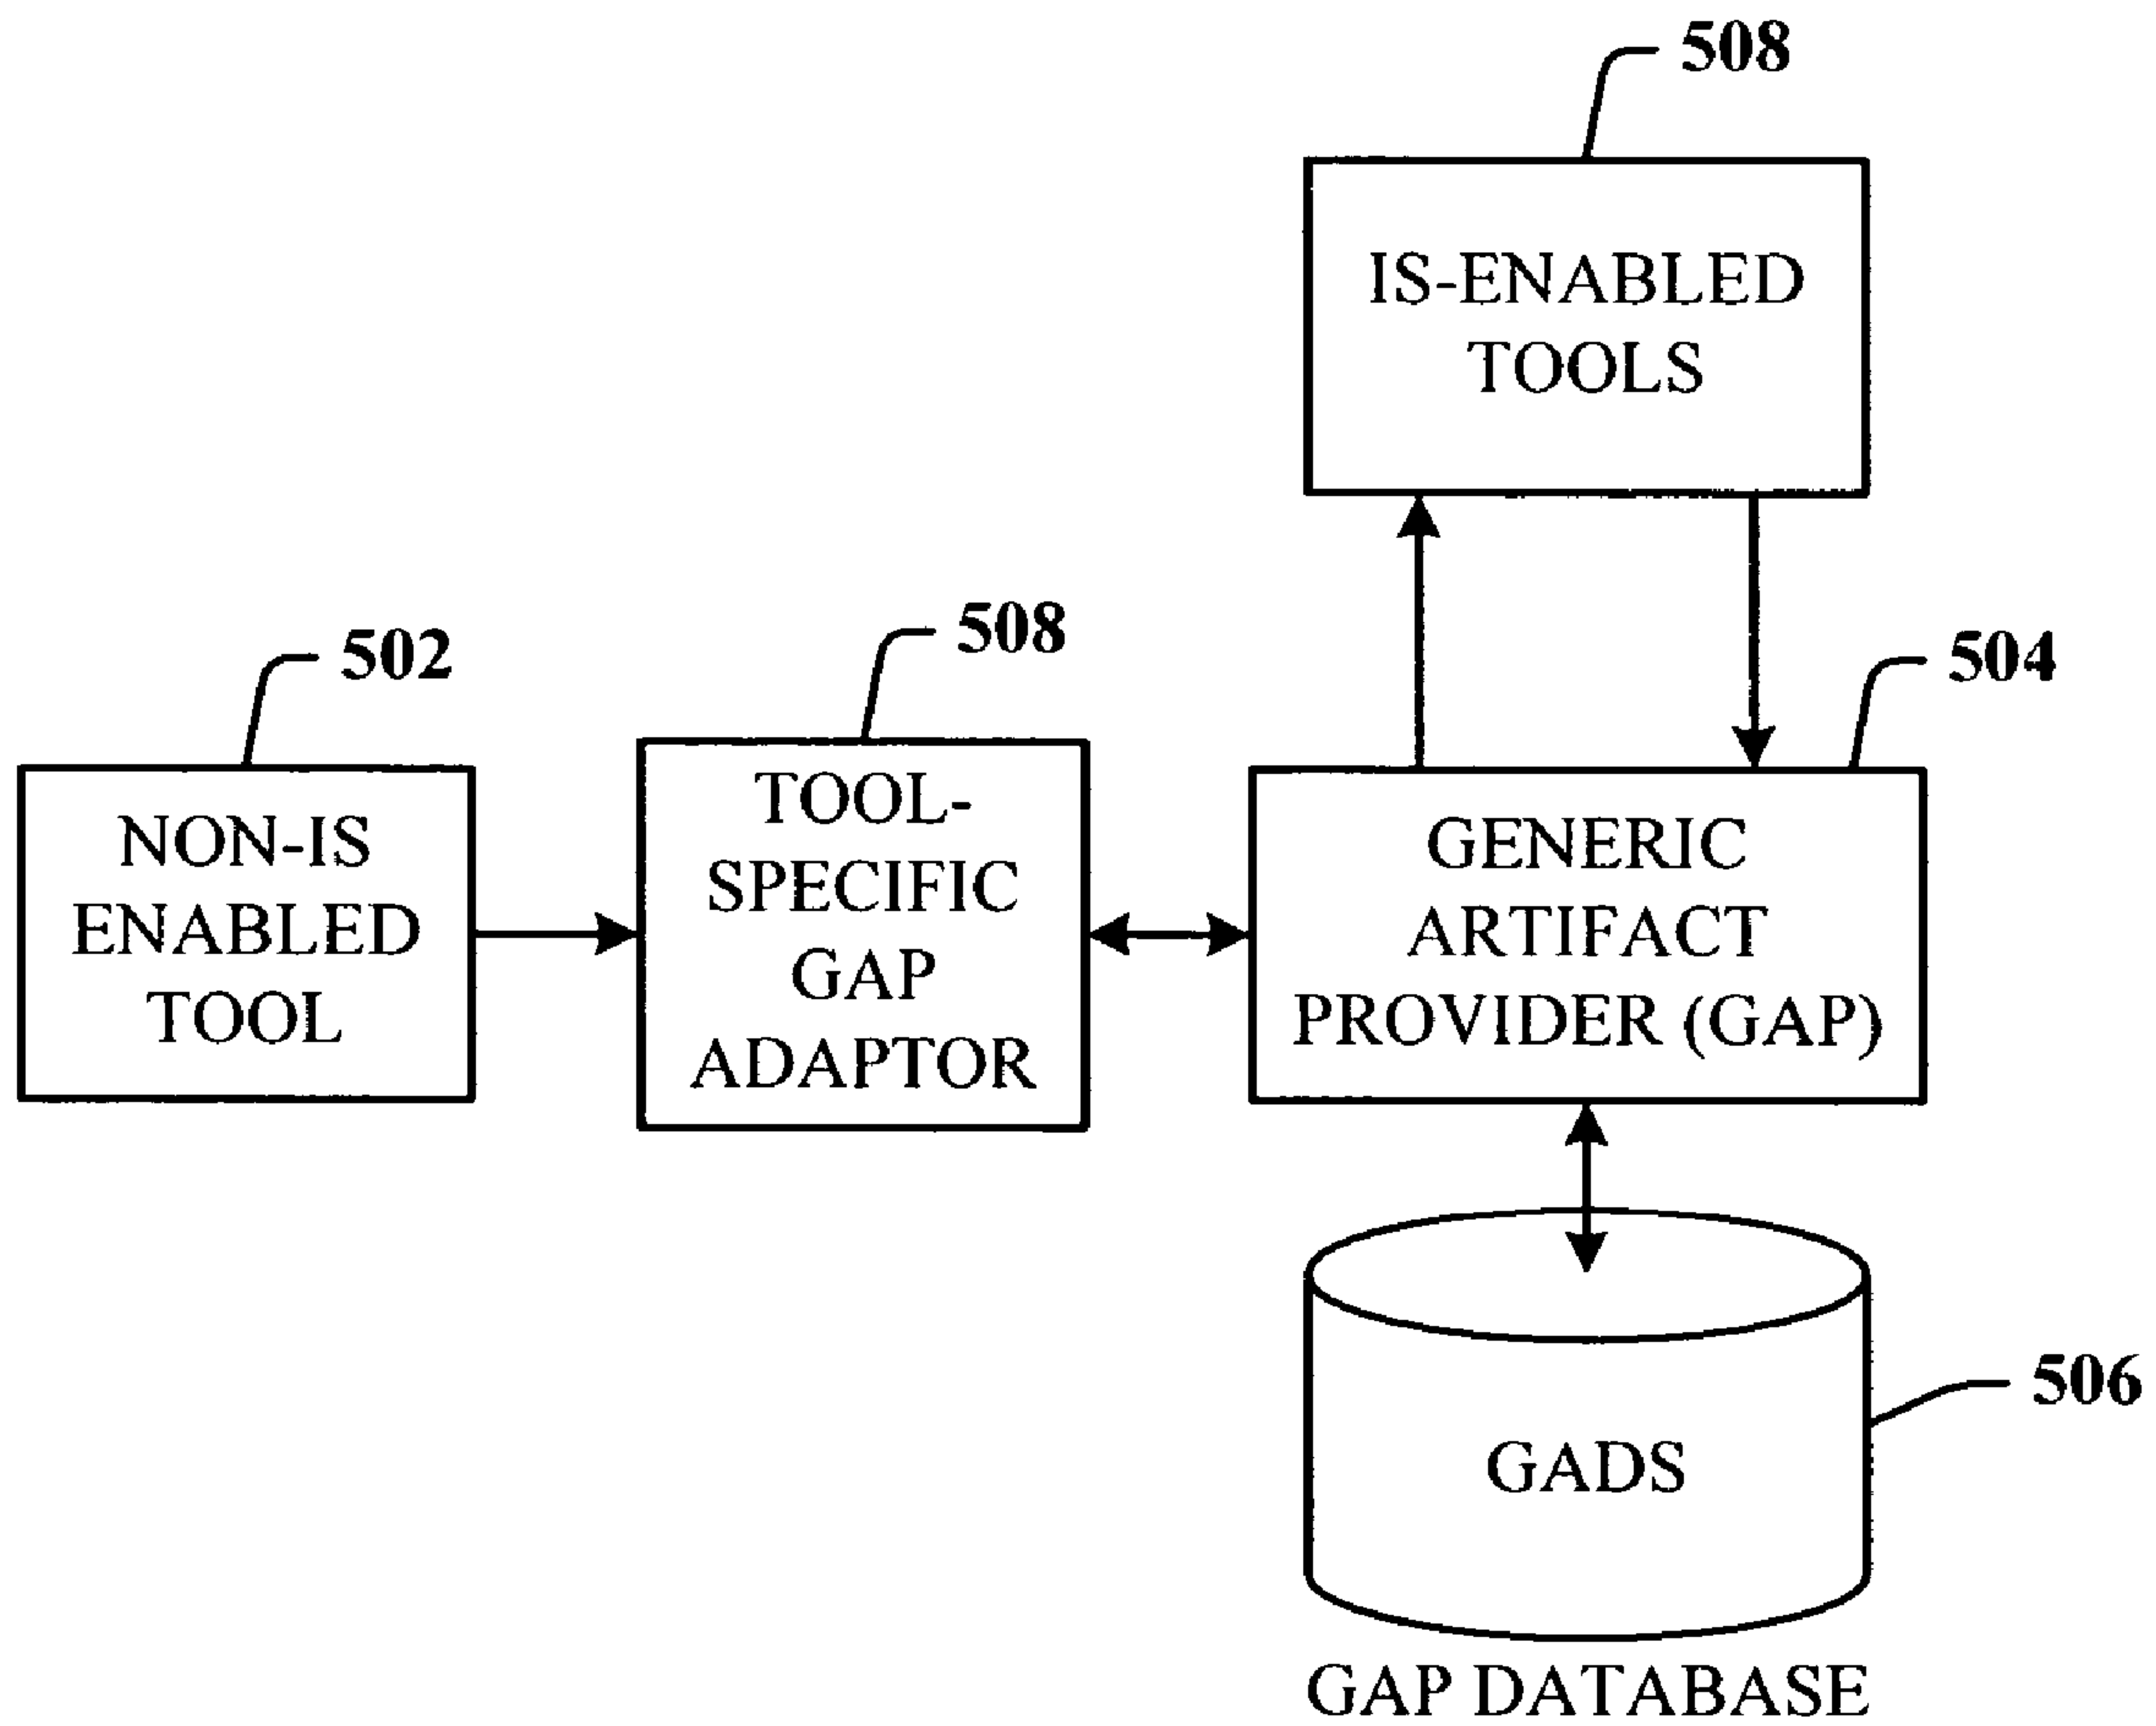 508
IS-ENABLED
TOOLS
502
NON-IS
ENABLED
TOOL
508
TOOL-
SPECIFIC
GAP
ADAPTOR
504
GENERIC
ARTIFACT
PROVIDER (GAP)
506
GADS
GAP DATABASE